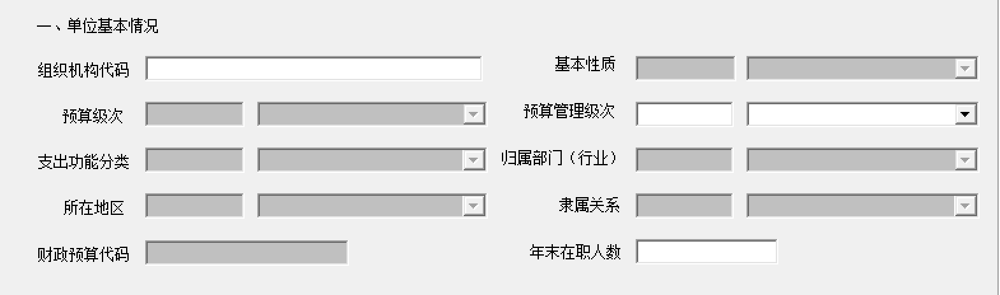 一、单位基本情况
组织机构代码 基本性质
预算级次 预算管理级次
支出功能分类 归属部门（行业）
所在地区 隶属关系
财政预算代码 年末在职人数